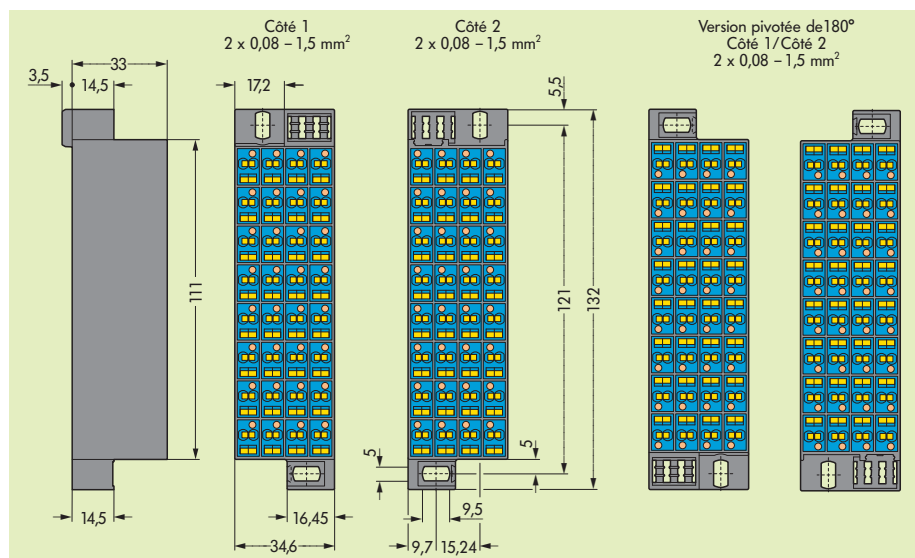 Côté 1
2 x 0,08 – 1,5 mm²
Côté 2
2 x 0,08 – 1,5 mm²
Version pivotée de180°
Côté 1/Côté 2
2 x 0,08 – 1,5 mm²
33
3,5
14,5
17,2
5,5
111
121
132
5
5
14,5
16,45
9,5
34,6
9,7
15,24